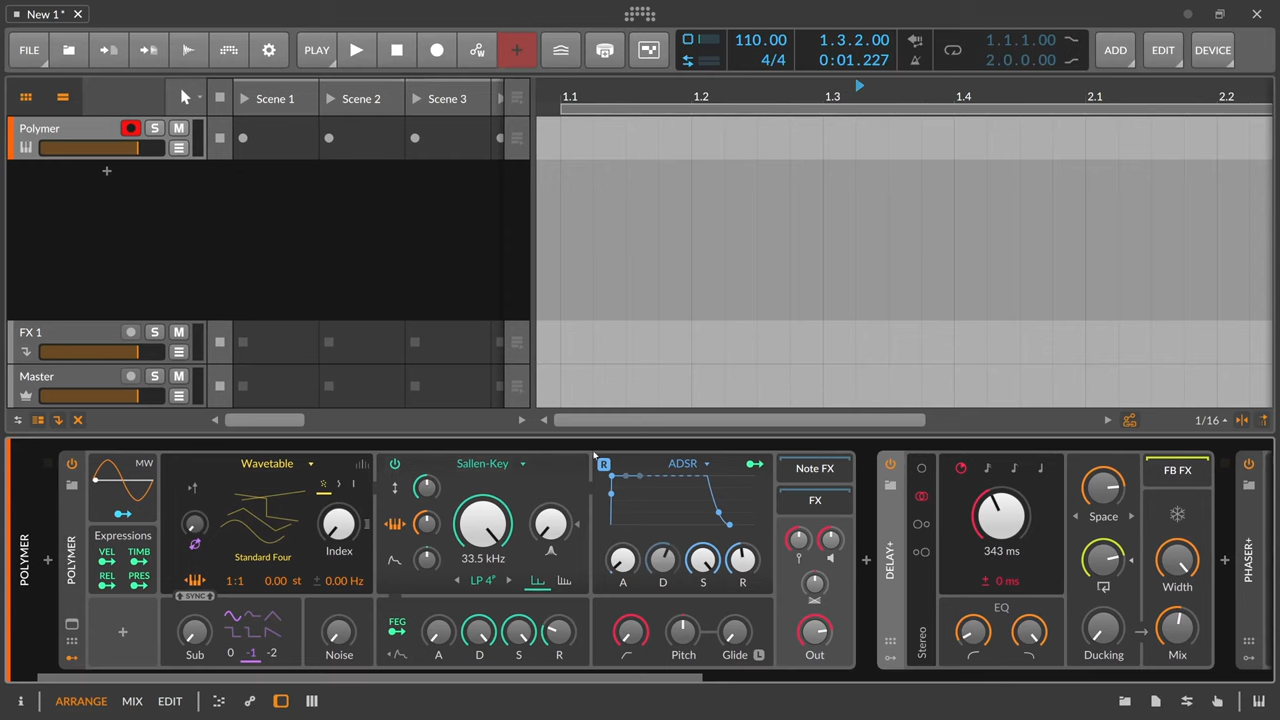 New 1*
FILE
PLAY
110.00
4/4
1.3.2.00
0:01.227
1.1.1.00
2.0.0.00
ADD
EDIT
DEVICE
Scene 1
Scene 2
Scene 3
1.1
1.2
1.3
1.4
2.1
2.2
Polymer
S
M
+
FX 1
S
M
Master
S
M
1/16
POLYMER
POLYMER
MW
Expressions
VEL
TIMB
REL
PRES
Wavetable
Standard Four
Index
1:1
0.00 st
± 0.00 Hz
SYNC
Sub
0
-1
-2
Noise
Sallen-Key
33.5 kHz
LP 4°
FEG
A
D
S
R
R
ADSR
A
D
S
R
Pitch
Glide
L
Note FX
FX
Out
DELAY+
Stereo
343 ms
± 0 ms
EQ
Space
Ducking
FB FX
Width
Mix
PHASER+
ARRANGE
MIX
EDIT